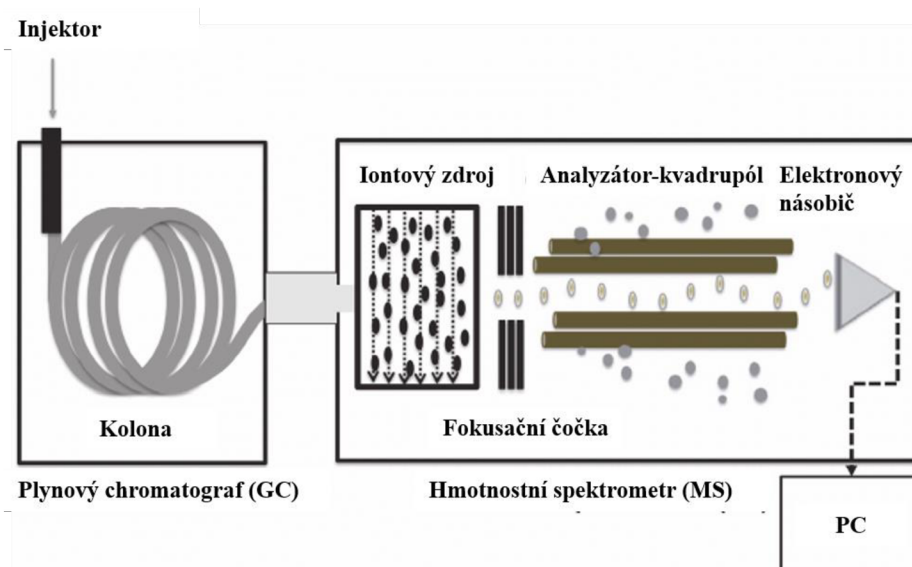 Injektor
Iontový zdroj
Analyzátor-kvadrupól
Elektronový
násobič
Kolona
Fokusační čočka
Plynový chromatograf (GC)
Hmotnostní spektrometr (MS)
PC